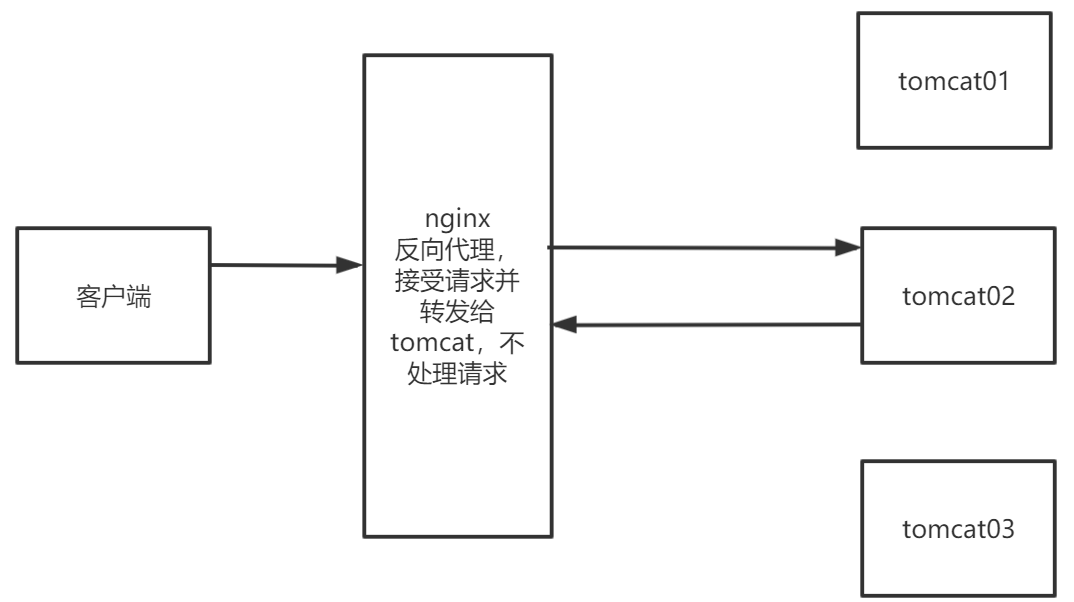 客户端
nginx
反向代理，
接受请求并
转发给
tomcat，不
处理请求
tomcat01
tomcat02
tomcat03